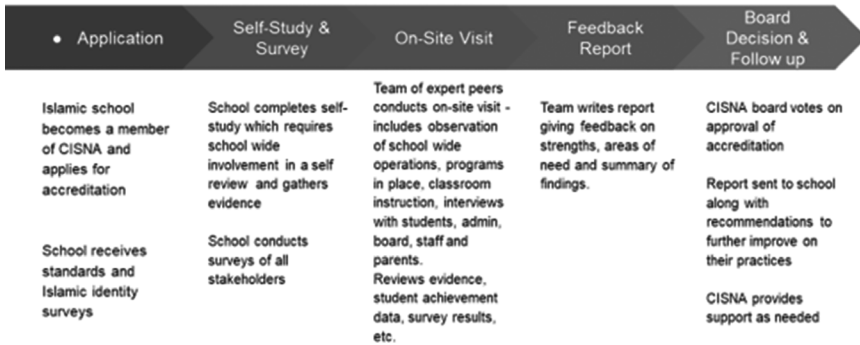 • Application
Self-Study &
Survey
On-Site Visit
Feedback
Report
Board
Decision &
Follow up
Islamic school
becomes a member
of CISNA and
applies for
accreditation
School receives
standards and
Islamic identity
surveys
School completes self-
study which requires
school wide
involvement in a self
review and gathers
evidence
School conducts
surveys of all
stakeholders
Team of expert peers
conducts on-site visit -
includes observation
of school wide
operations, programs
in place, classroom
instruction, interviews
with students, admin,
board, staff and
parents.
Reviews evidence,
student achievement
data, survey results,
etc.
Team writes report
giving feedback on
strengths, areas of
need and summary of
findings.
CISNA board votes on
approval of
accreditation
Report sent to school
along with
recommendations to
further improve on
their practices
CISNA provides
support as needed